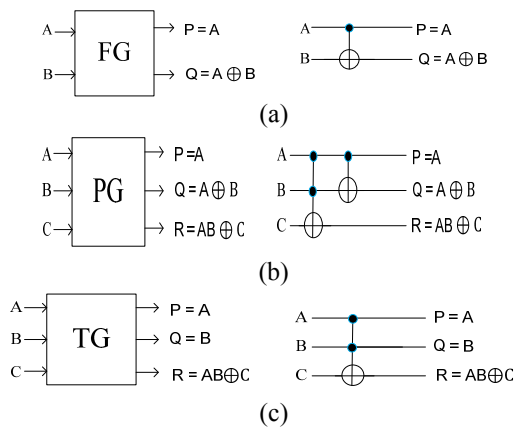 A P = A A P = A
FG
B Q = A ⊕ B B Q = A ⊕ B
(a)
A P = A A P = A
B PG Q = A ⊕ B B Q = A ⊕ B
C R = AB ⊕ C C R = AB ⊕ C
(b)
A P = A A P = A
B TG Q = B B Q = B
C R = AB⊕C C R = AB⊕C
(c)